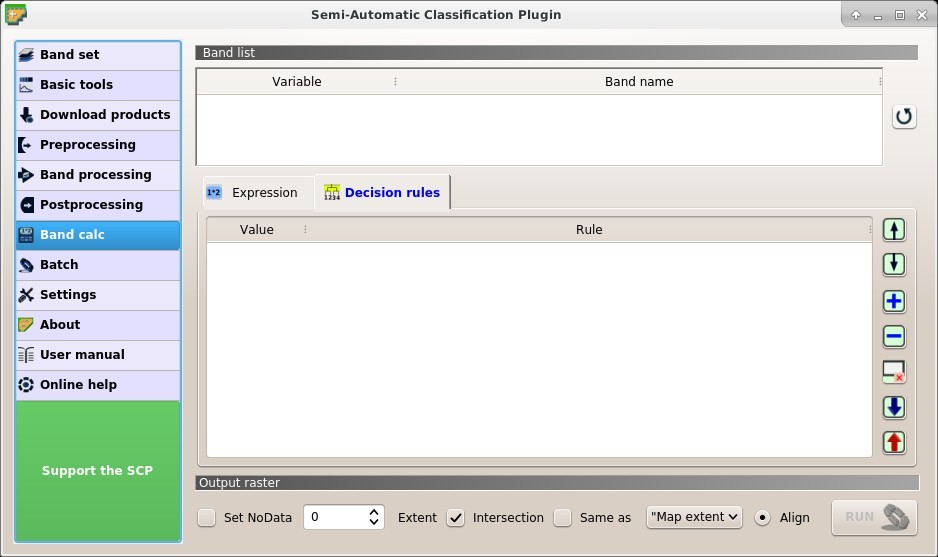 Semi-Automatic Classification Plugin
Band set
Basic tools
Download products
Preprocessing
Band processing
Postprocessing
Band calc
Batch
Settings
About
User manual
Online help
Support the SCP
Band list
Variable Band name
1*2 Expression 1234 Decision rules
Value Rule
Output raster
Set NoData 0 Extent Intersection Same as "Map extent Align RUN